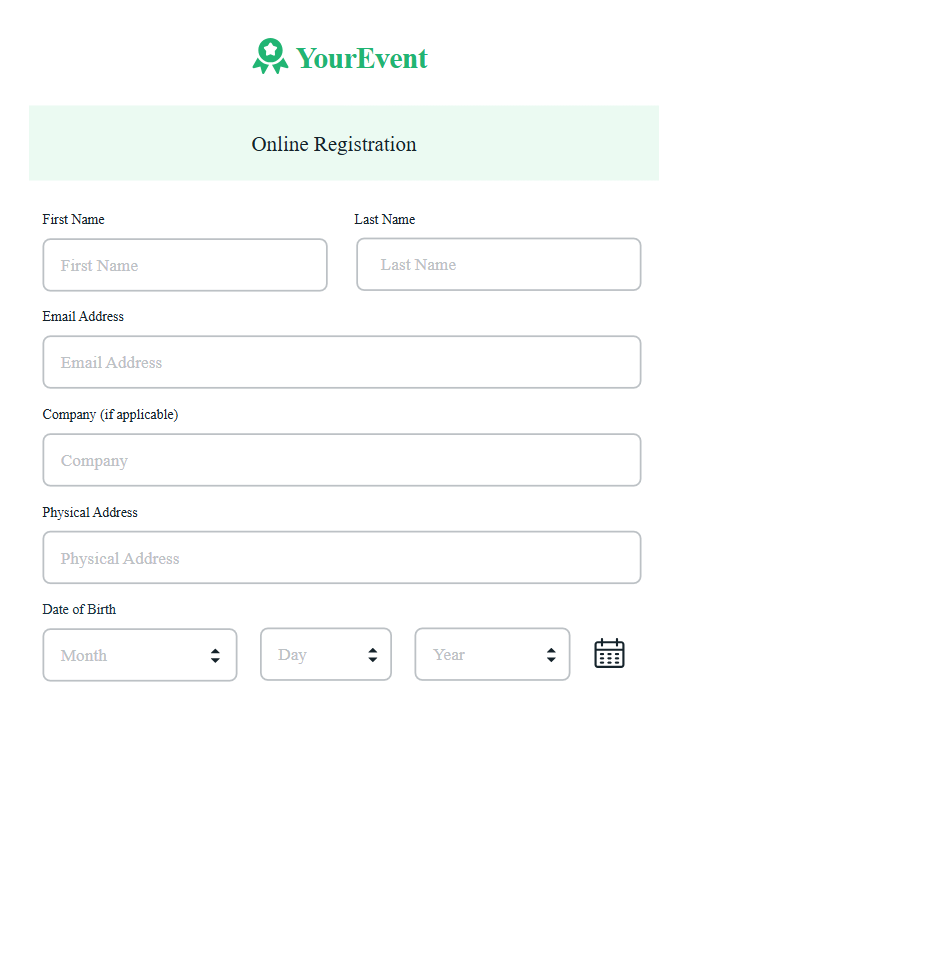 YourEvent
Online Registration
First Name Last Name
First Name Last Name
Email Address
Email Address
Company (if applicable)
Company
Physical Address
Physical Address
Date of Birth
Month Day Year